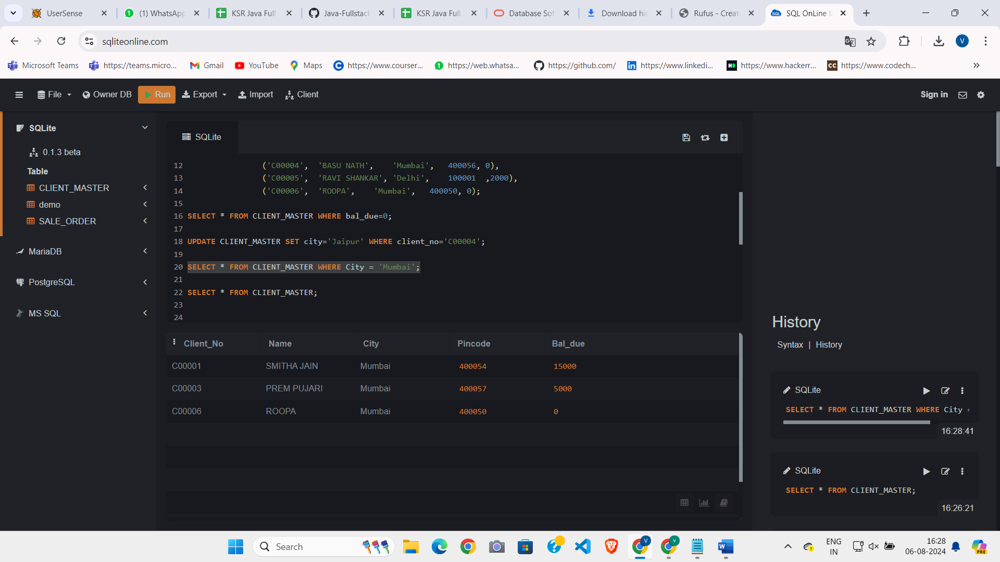 UserSense
(1) WhatsApp
KSR Java Full
Java-Fullstack
KSR Java Full
Database Sof
Download his
Rufus - Create
SQL OnLine I
sqliteonline.com
V
Microsoft Teams
https://teams.micro...
Gmail
YouTube
Maps
https://www.courser...
https://web.whatsa...
https://github.com/
https://www.linkedi...
https://www.hackerr...
https://www.codech...
File
Owner DB
Run
Export
Import
Client
Sign in
SQLite
0.1.3 beta
Table
CLIENT_MASTER
demo
SALE_ORDER
MariaDB
PostgreSQL
MS SQL
SQLite
12 ('C00004', 'BASU NATH', 'Mumbai', 400056, 0),
13 ('C00005', 'RAVI SHANKAR', 'Delhi', 100001 ,2000),
14 ('C00006', 'ROOPA', 'Mumbai', 400050, 0);
15
16 SELECT * FROM CLIENT_MASTER WHERE bal_due=0;
17
18 UPDATE CLIENT_MASTER SET city='Jaipur' WHERE client_no='C00004';
19
20 SELECT * FROM CLIENT_MASTER WHERE City = 'Mumbai';
21
22 SELECT * FROM CLIENT_MASTER;
23
24
Client_No Name City Pincode Bal_due
C00001 SMITHA JAIN Mumbai 400054 15000
C00003 PREM PUJARI Mumbai 400057 5000
C00006 ROOPA Mumbai 400050 0
History
Syntax | History
SQLite
SELECT * FROM CLIENT_MASTER WHERE City =
16:28:41
SQLite
SELECT * FROM CLIENT_MASTER;
16:26:21
Search
ENG
IN
16:28
06-08-2024
PRE